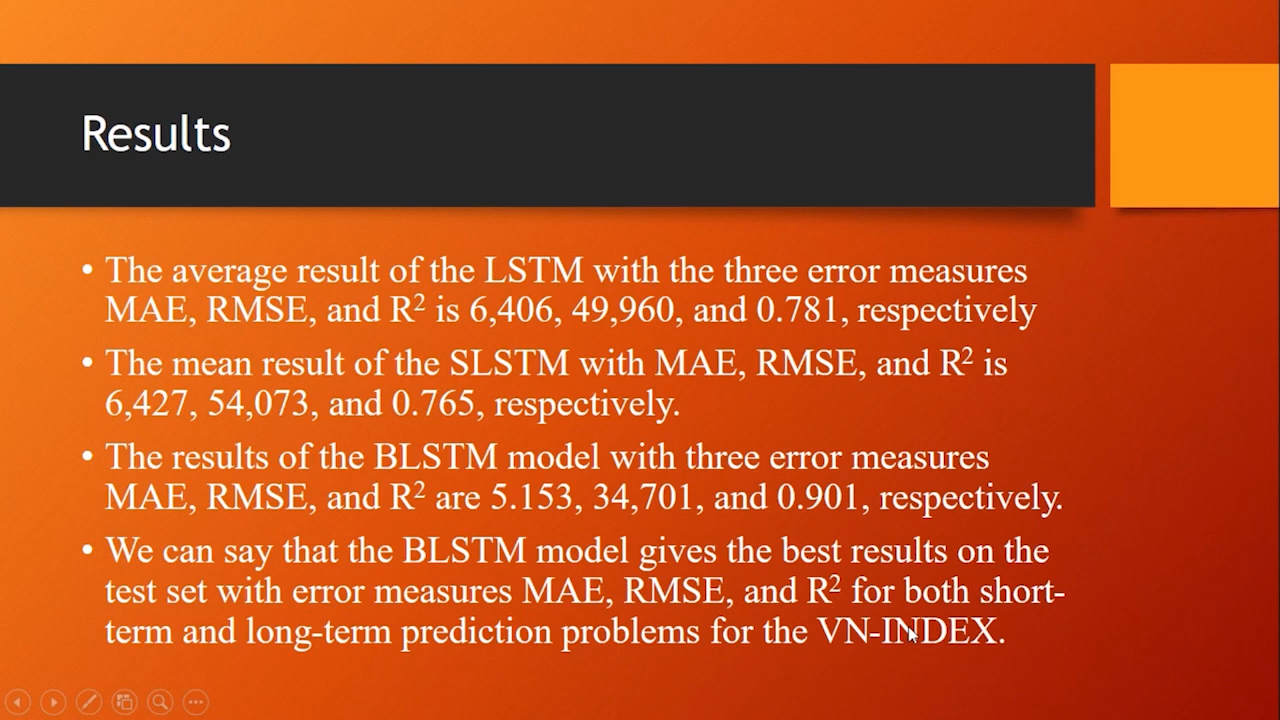 Results
• The average result of the LSTM with the three error measures
MAE, RMSE, and R² is 6,406, 49,960, and 0.781, respectively
• The mean result of the SLSTM with MAE, RMSE, and R² is
6,427, 54,073, and 0.765, respectively.
• The results of the BLSTM model with three error measures
MAE, RMSE, and R² are 5.153, 34,701, and 0.901, respectively.
• We can say that the BLSTM model gives the best results on the
test set with error measures MAE, RMSE, and R² for both short-
term and long-term prediction problems for the VN-INDEX.